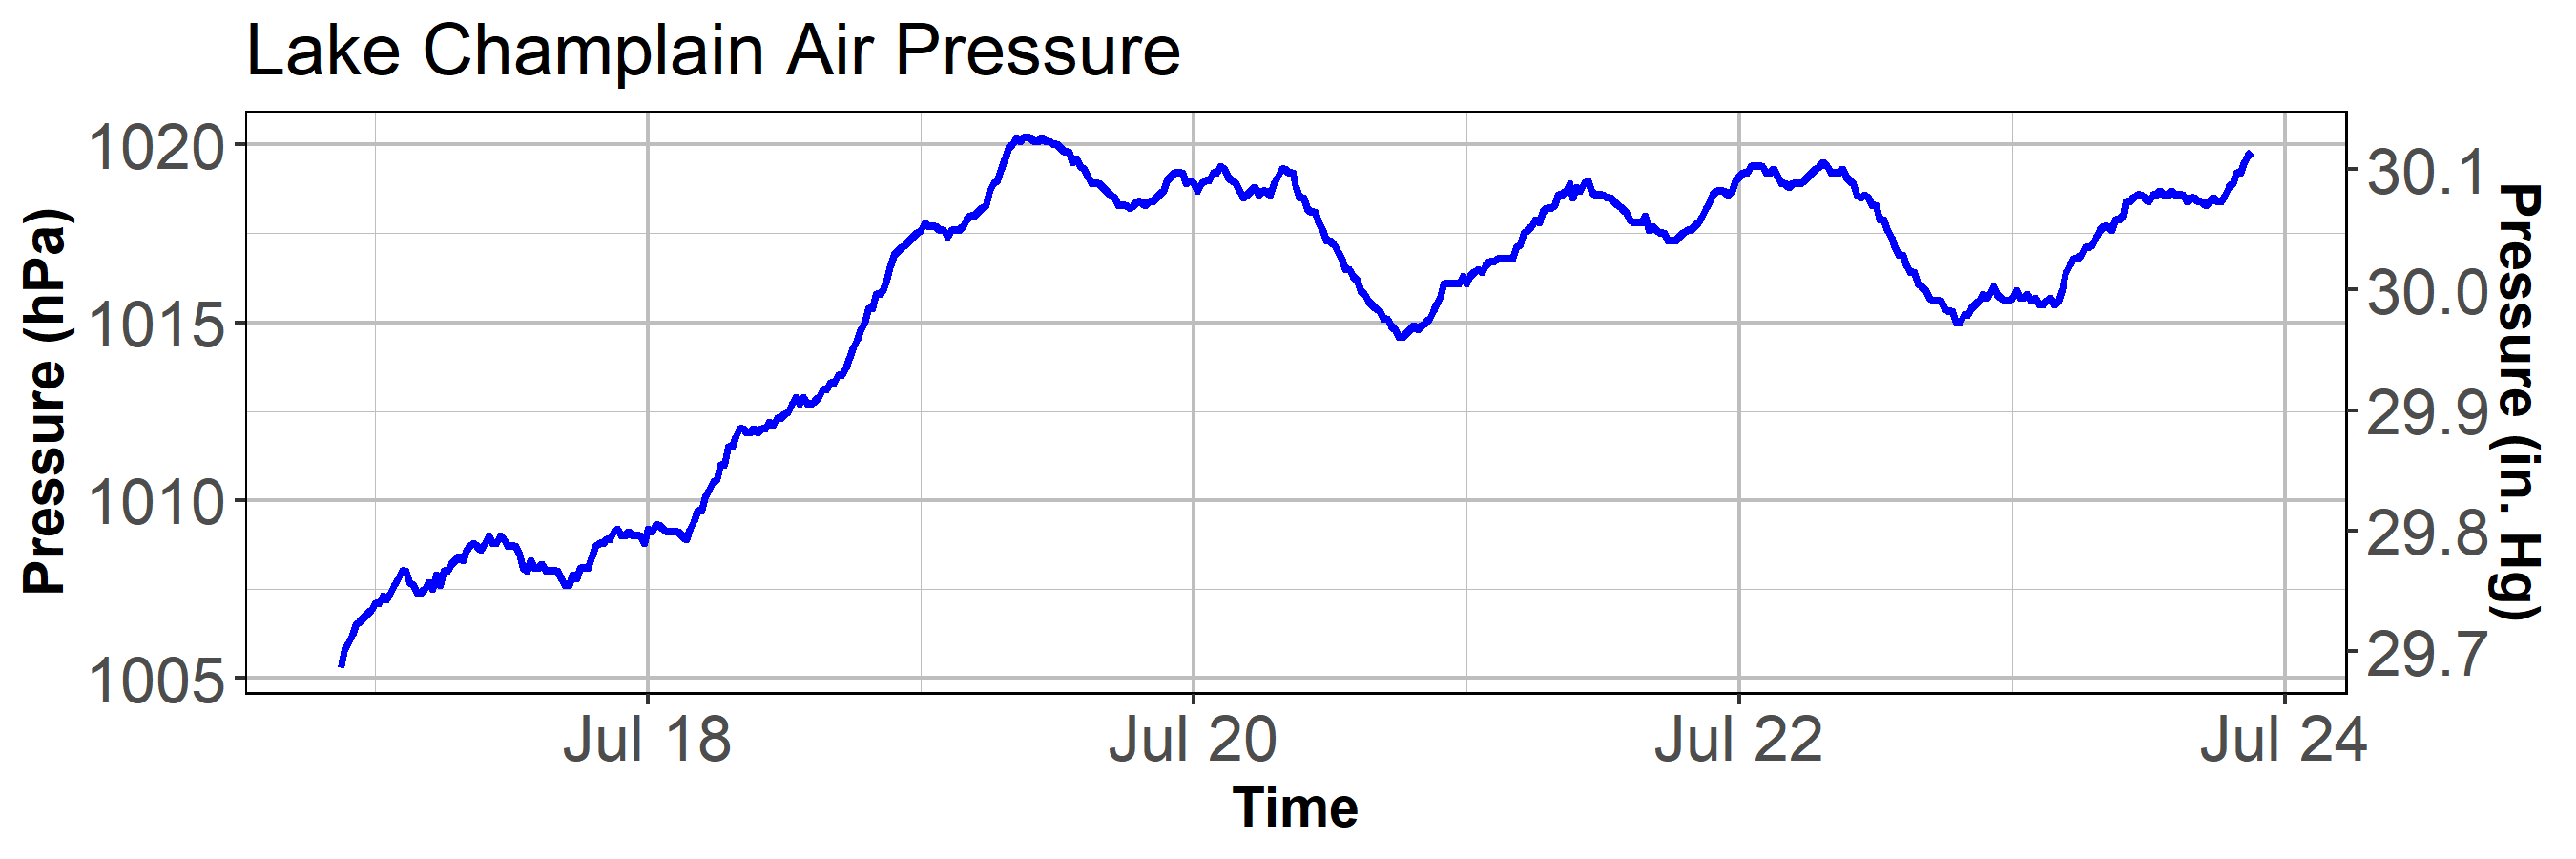 Lake Champlain Air Pressure
Pressure (hPa)
1020
1015
1010
1005
30.1
30.0
29.9
29.8
29.7
Pressure (in. Hg)
Jul 18
Jul 20
Jul 22
Jul 24
Time